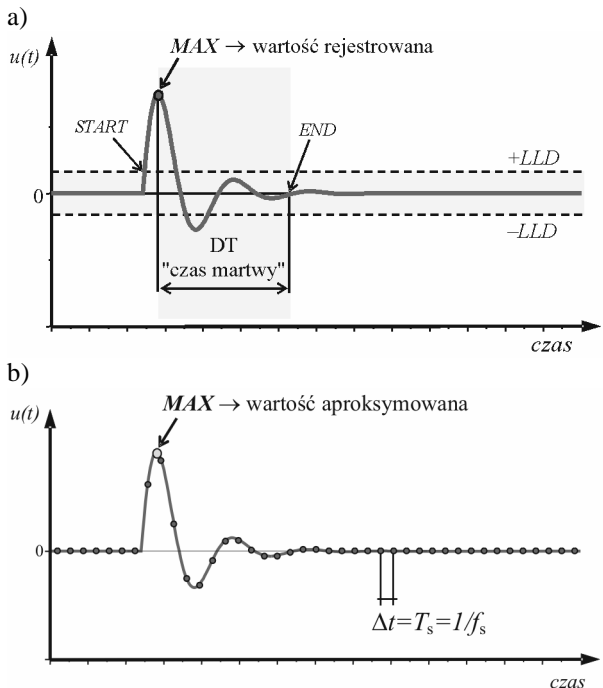 a)
MAX → wartość rejestrowana
u(t)
START
END
+LLD
0
–LLD
DT
"czas martwy"
czas
b)
MAX → wartość aproksymowana
u(t)
0
Δt=Ts=1/fs
czas